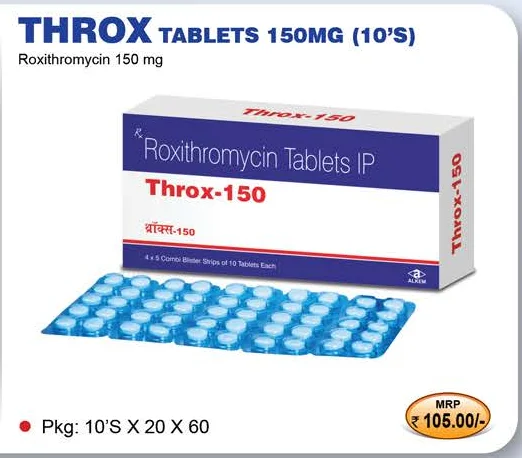 THROX TABLETS 150MG (10'S)
Roxithromycin 150 mg
Throx-150
Rx Roxithromycin Tablets IP
Throx-150
थ्रॉक्स-150
4 x 5 Combi Blister Strips of 10 Tablets Each
Throx-150
a
ALKEM
Pkg: 10'S X 20 X 60
MRP
₹ 105.00/-